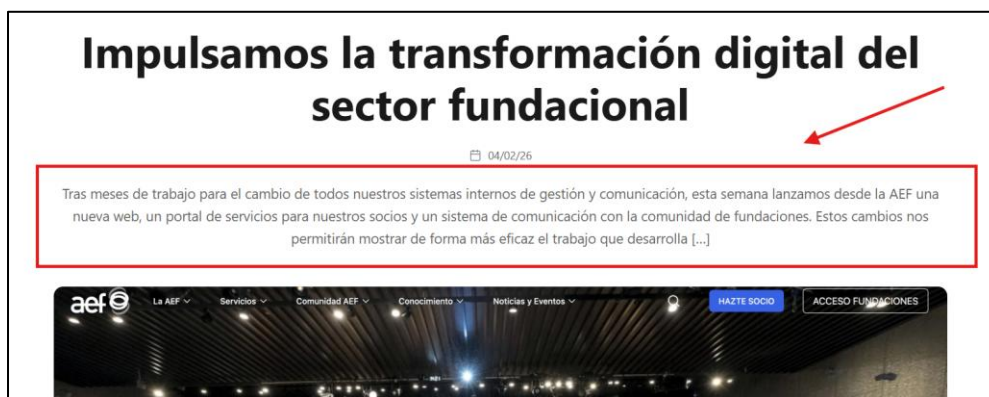 Impulsamos la transformación digital del
sector fundacional
04/02/26
Tras meses de trabajo para el cambio de todos nuestros sistemas internos de gestión y comunicación, esta semana lanzamos desde la AEF una
nueva web, un portal de servicios para nuestros socios y un sistema de comunicación con la comunidad de fundaciones. Estos cambios nos
permitirán mostrar de forma más eficaz el trabajo que desarrolla [...]
aef La AEF Servicios Comunidad AEF Conocimiento Noticias y Eventos HAZTE SOCIO ACCESO FUNDACIONES